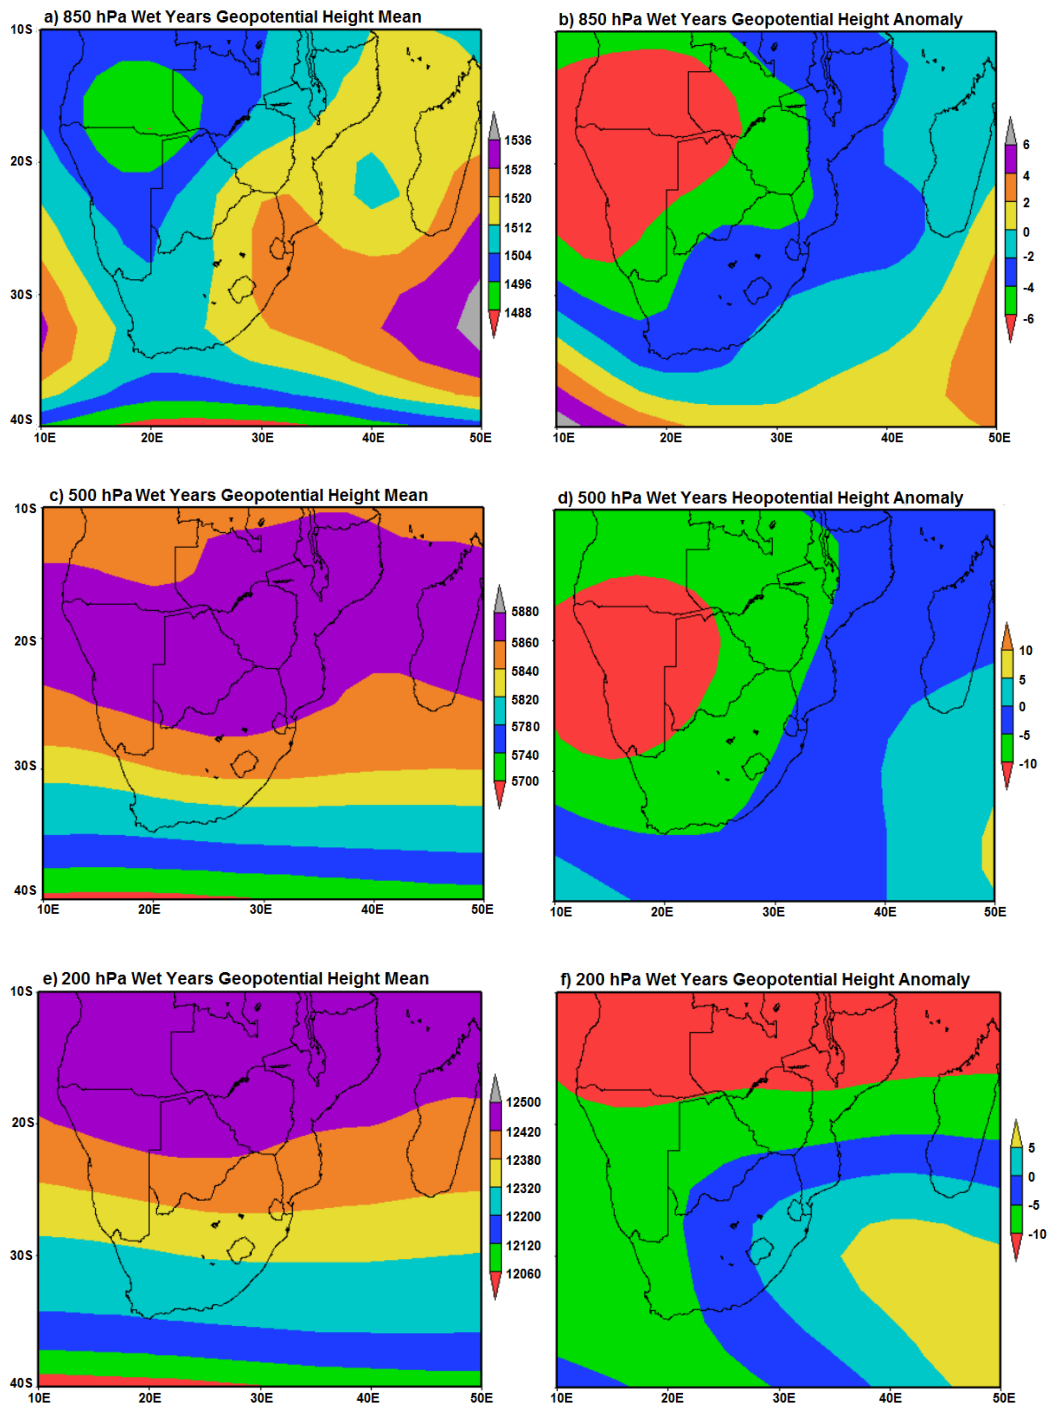 a) 850 hPa Wet Years Geopotential Height Mean
10S
20S
30S
40S
10E 20E 30E 40E 50E
1536
1528
1520
1512
1504
1496
1488
b) 850 hPa Wet Years Geopotential Height Anomaly
10E 20E 30E 40E 50E
6
4
2
0
-2
-4
-6
c) 500 hPa Wet Years Geopotential Height Mean
10S
20S
30S
40S
10E 20E 30E 40E 50E
5880
5860
5840
5820
5780
5740
5700
d) 500 hPa Wet Years Heopotential Height Anomaly
10E 20E 30E 40E 50E
10
5
0
-5
-10
e) 200 hPa Wet Years Geopotential Height Mean
10S
20S
30S
40S
10E 20E 30E 40E 50E
12500
12420
12380
12320
12200
12120
12060
f) 200 hPa Wet Years Geopotential Height Anomaly
10E 20E 30E 40E 50E
5
0
-5
-10